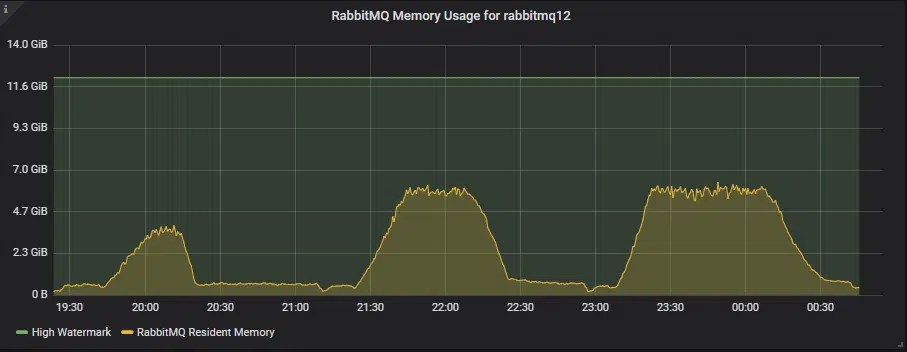 i
RabbitMQ Memory Usage for rabbitmq12
14.0 GiB
11.6 GiB
9.3 GiB
7.0 GiB
4.7 GiB
2.3 GiB
0 B
19:30 20:00 20:30 21:00 21:30 22:00 22:30 23:00 23:30 00:00 00:30
High Watermark RabbitMQ Resident Memory